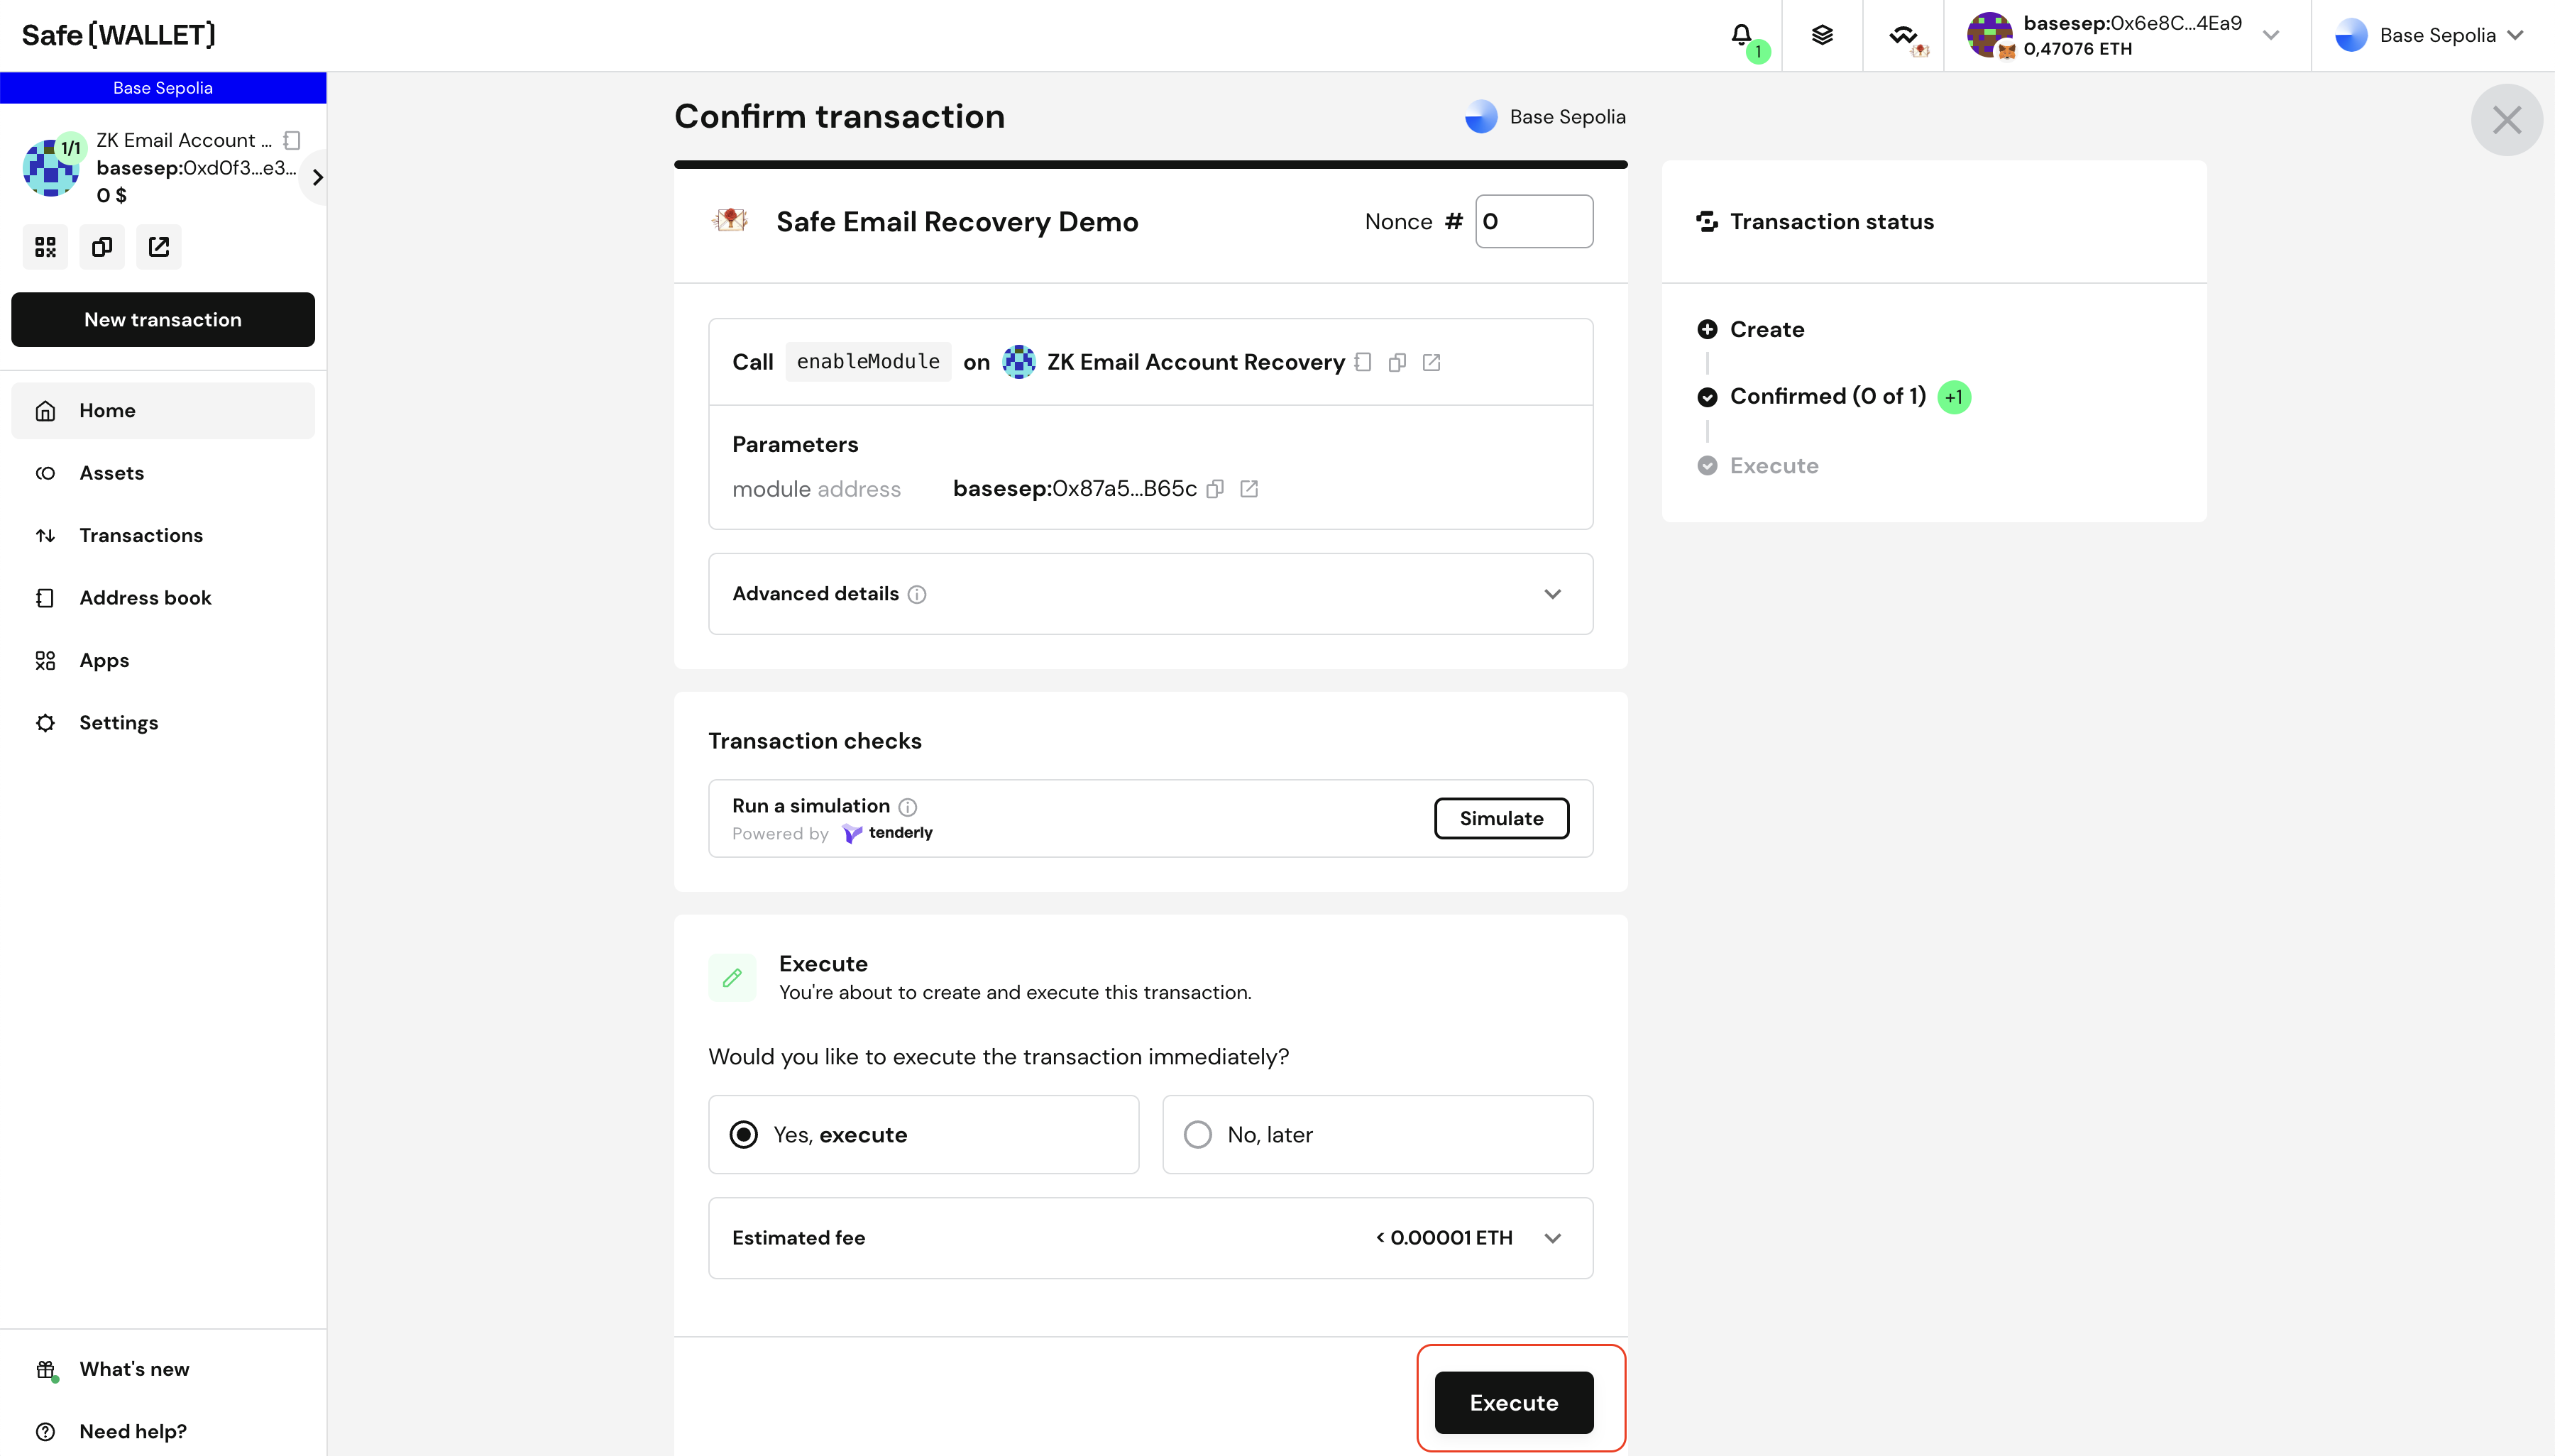 Safe{WALLET}
1
basesep:0x6e8C...4Ea9
0,47076 ETH
Base Sepolia
Base Sepolia
1/1
ZK Email Account ...
basesep:0xd0f3...e3...
0 $
New transaction
Home
Assets
Transactions
Address book
Apps
Settings
What's new
Need help?
Confirm transaction
Base Sepolia
Safe Email Recovery Demo
Nonce # 0
Call enableModule on ZK Email Account Recovery
Parameters
module address basesep:0x87a5...B65c
Advanced details
Transaction checks
Run a simulation
Powered by tenderly
Simulate
Execute
You're about to create and execute this transaction.
Would you like to execute the transaction immediately?
Yes, execute
No, later
Estimated fee
< 0.00001 ETH
Execute
Transaction status
Create
Confirmed (0 of 1) +1
Execute